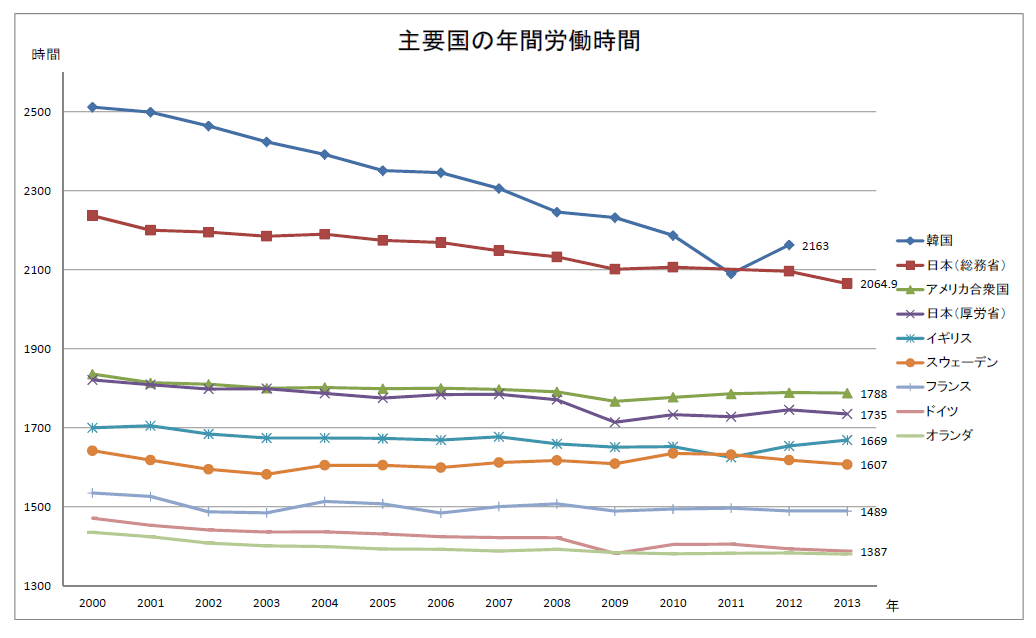 主要国の年間労働時間
時間
2500
2300
2100
1900
1700
1500
1300
2000 2001 2002 2003 2004 2005 2006 2007 2008 2009 2010 2011 2012 2013 年
2163
2064.9
1788
1735
1669
1607
1489
1387
韓国
日本（総務省）
アメリカ合衆国
日本（厚労省）
イギリス
スウェーデン
フランス
ドイツ
オランダ